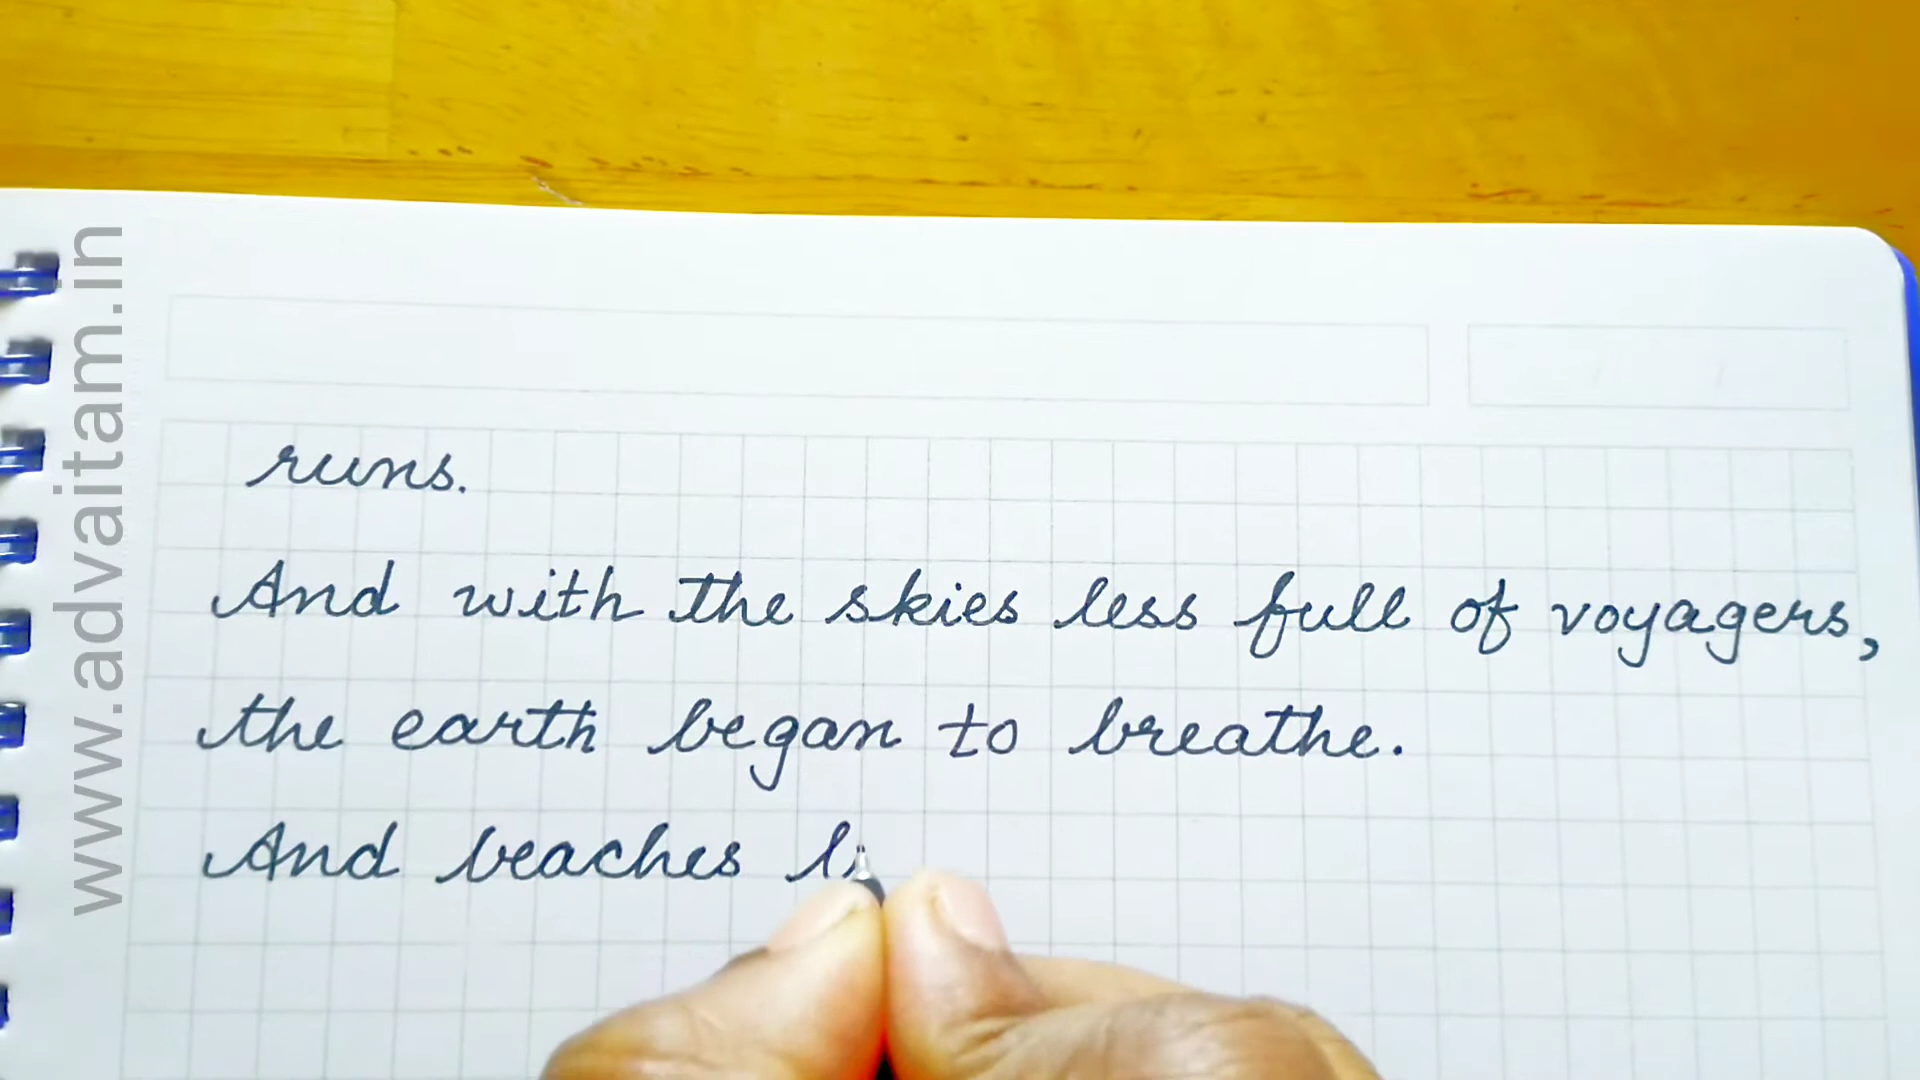 www.advaitam.in
runs.
And with the skies less full of voyagers,
the earth began to breathe.
And beaches